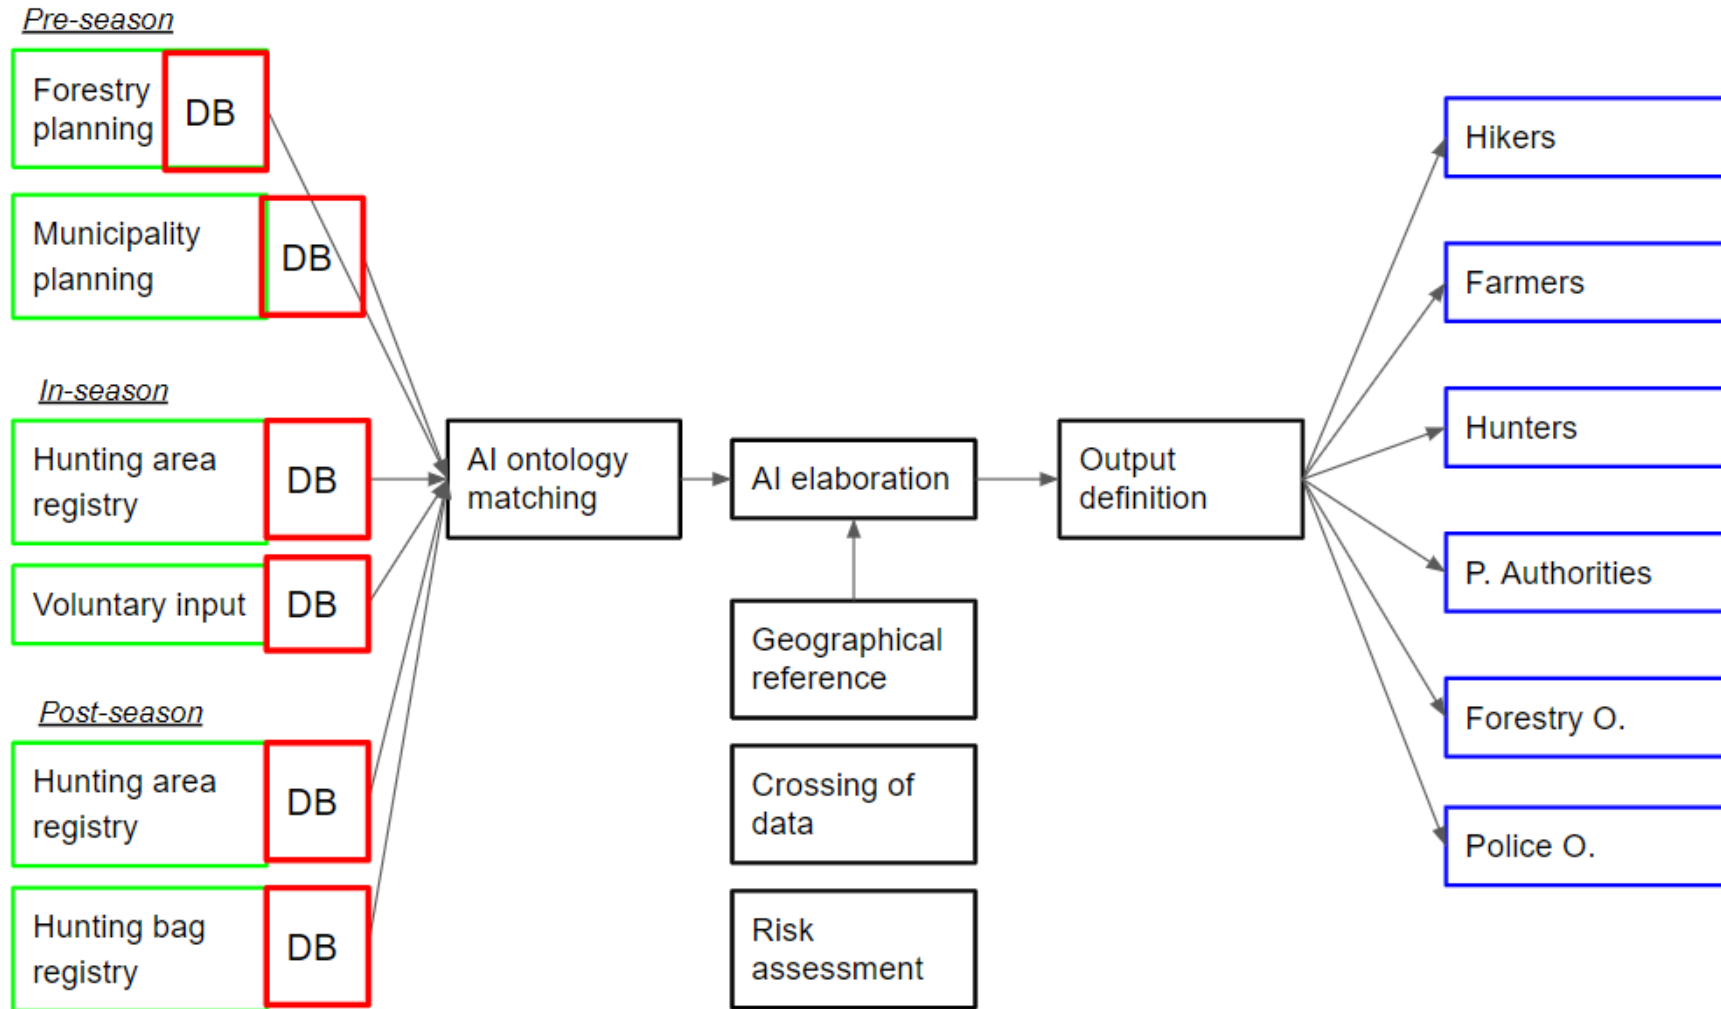 Pre-season
Forestry
planning
DB
Municipality
planning
DB
In-season
Hunting area
registry
DB
Voluntary input
DB
Post-season
Hunting area
registry
DB
Hunting bag
registry
DB
AI ontology
matching
AI elaboration
Geographical
reference
Crossing of
data
Risk
assessment
Output
definition
Hikers
Farmers
Hunters
P. Authorities
Forestry O.
Police O.